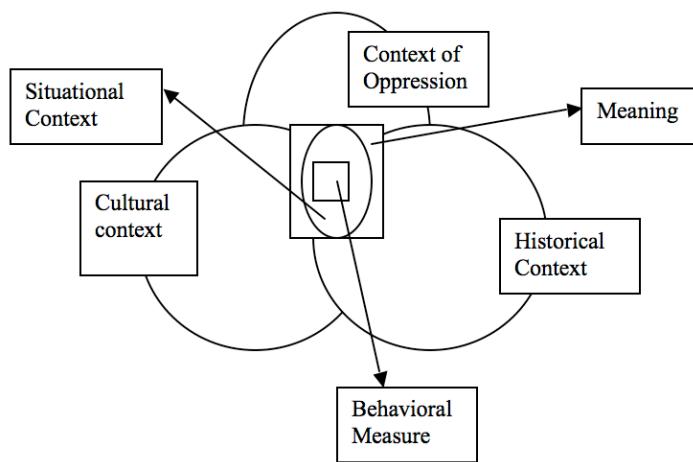 Context of
Oppression
Situational
Context
Meaning
Cultural
context
Historical
Context
Behavioral
Measure